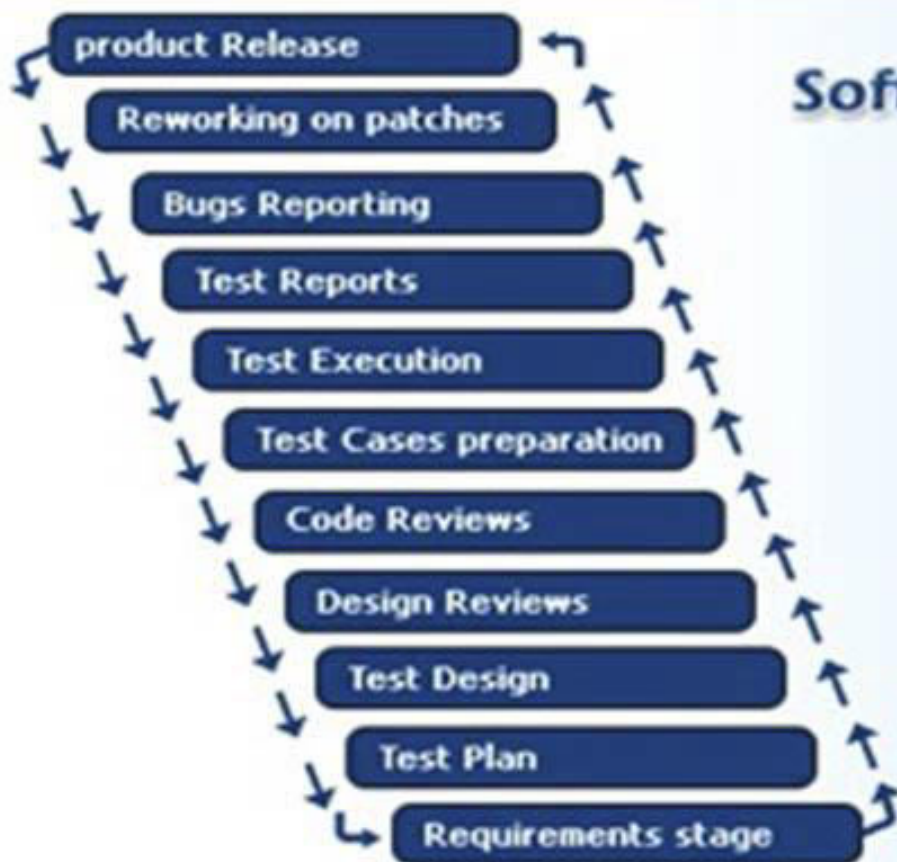 product Release
Reworking on patches
Bugs Reporting
Test Reports
Test Execution
Test Cases preparation
Code Reviews
Design Reviews
Test Design
Test Plan
Requirements stage